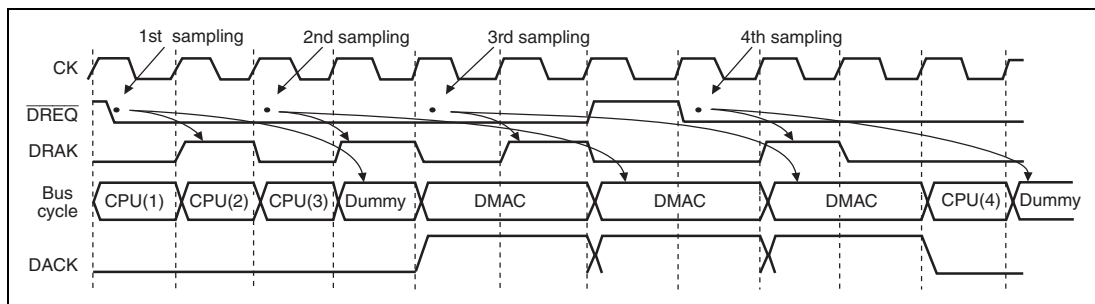 1st sampling 2nd sampling 3rd sampling 4th sampling
CK
DREQ
DRAK
Bus cycle CPU(1) CPU(2) CPU(3) Dummy DMAC DMAC DMAC CPU(4) Dummy
DACK